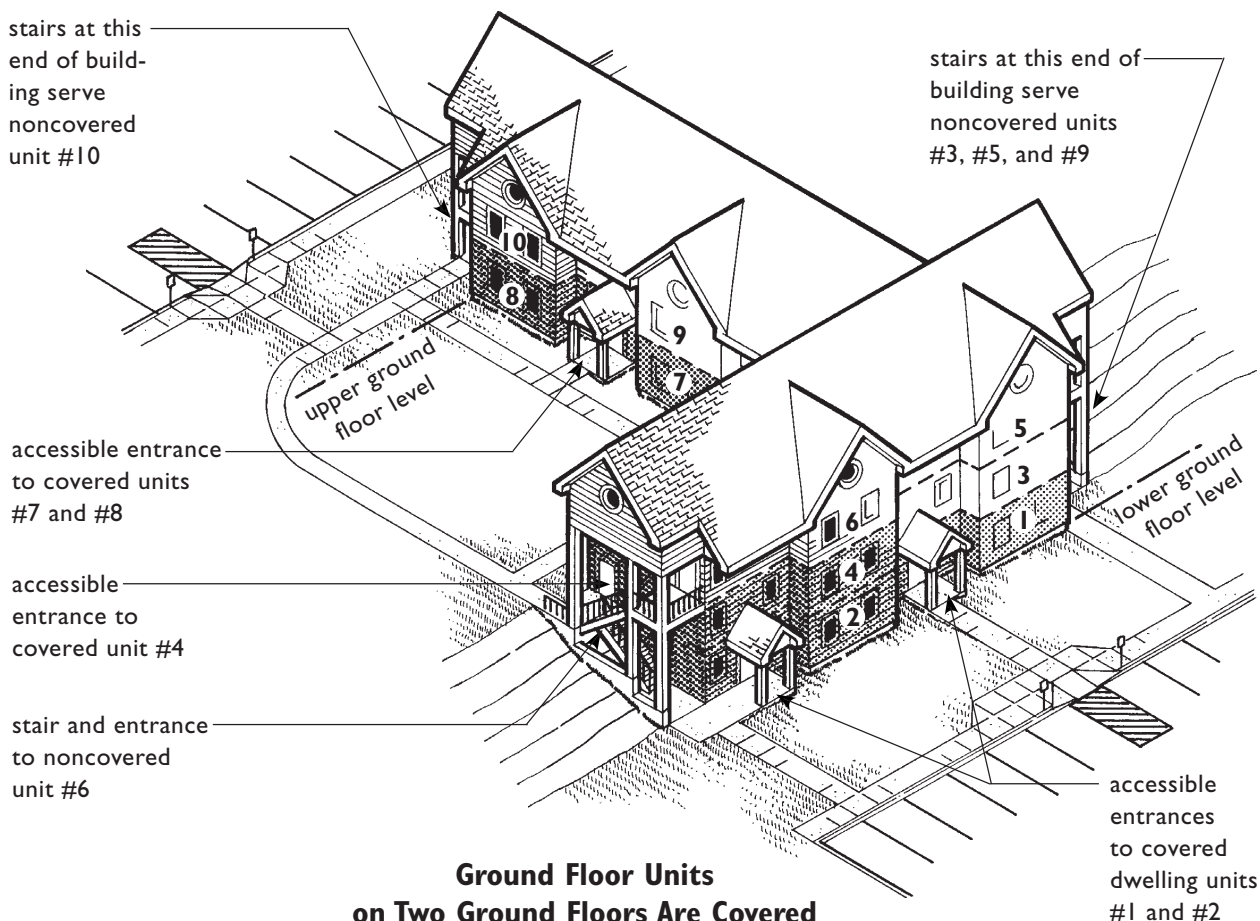 stairs at this
end of build-
ing serve
noncovered
unit #10
stairs at this end of
building serve
noncovered units
#3, #5, and #9
10
8
9
7
upper ground
floor level
accessible entrance
to covered units
#7 and #8
5
3
1
lower ground
floor level
6
4
2
accessible
entrance to
covered unit #4
stair and entrance
to noncovered
unit #6
accessible
entrances
to covered
dwelling units
#1 and #2
Ground Floor Units
on Two Ground Floors Are Covered